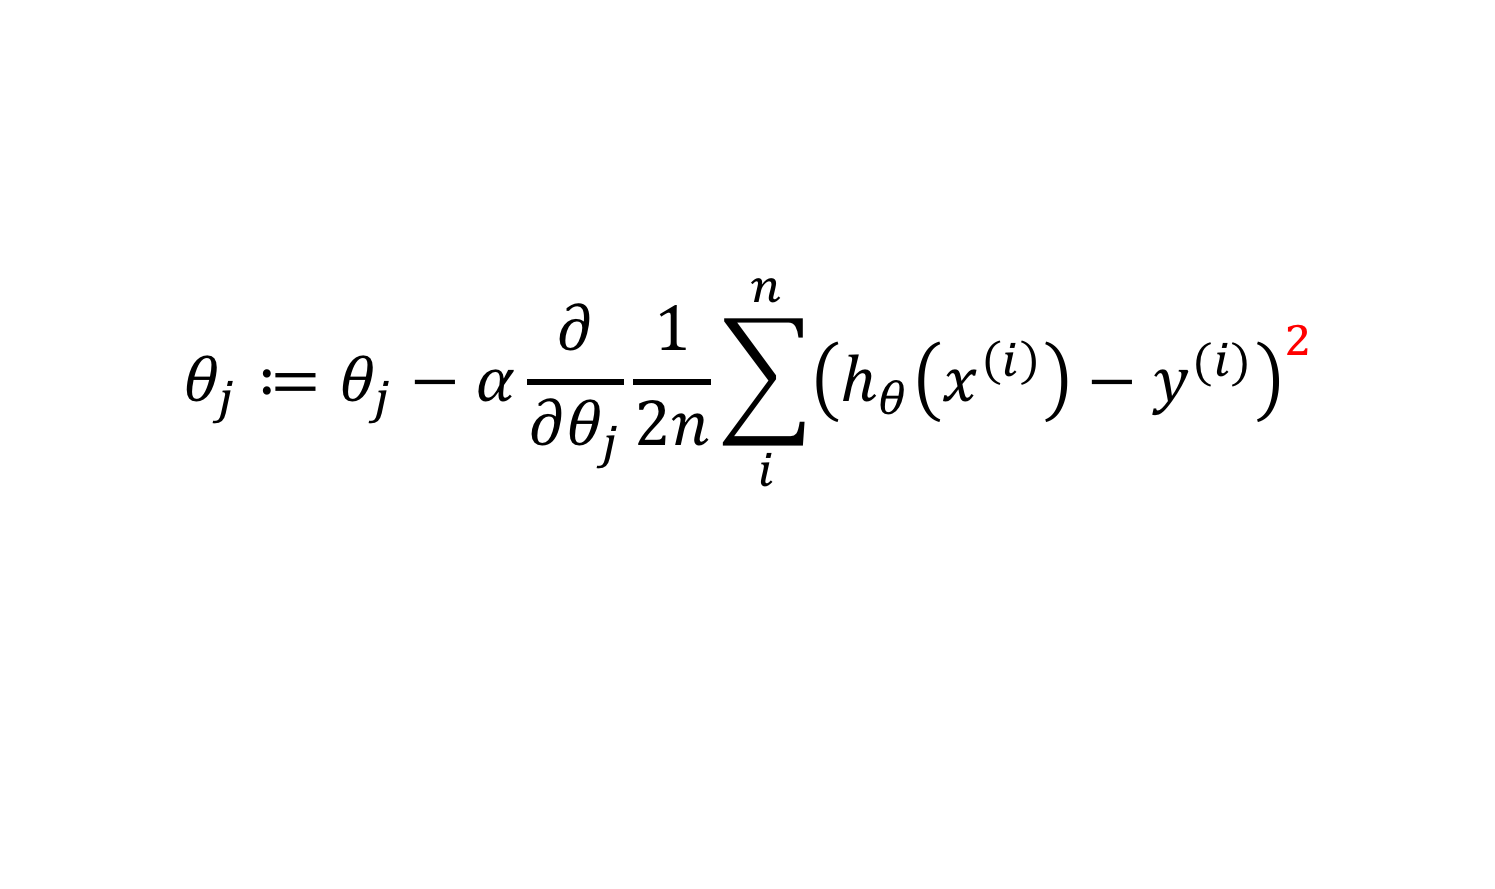 θ_j ≔ θ_j − α ∂/∂θ_j 1/2n ∑_i^n (h_θ(x^(i)) − y^(i))^2